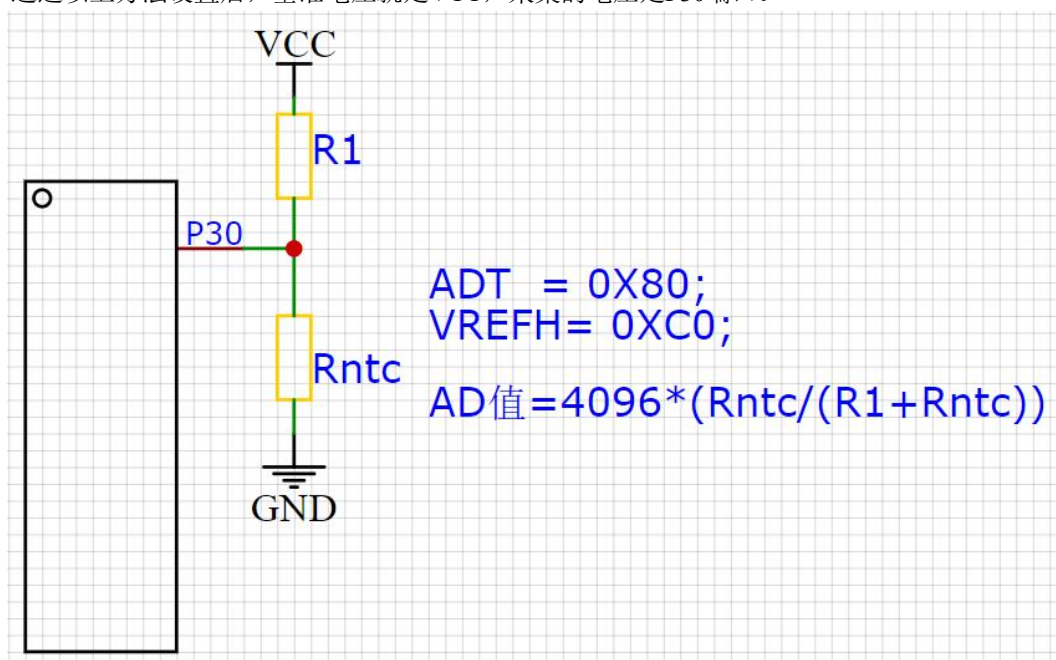 VCC
R1
P30
ADT = 0X80;
VREFH= 0XC0;
Rntc
AD值=4096*(Rntc/(R1+Rntc))
GND